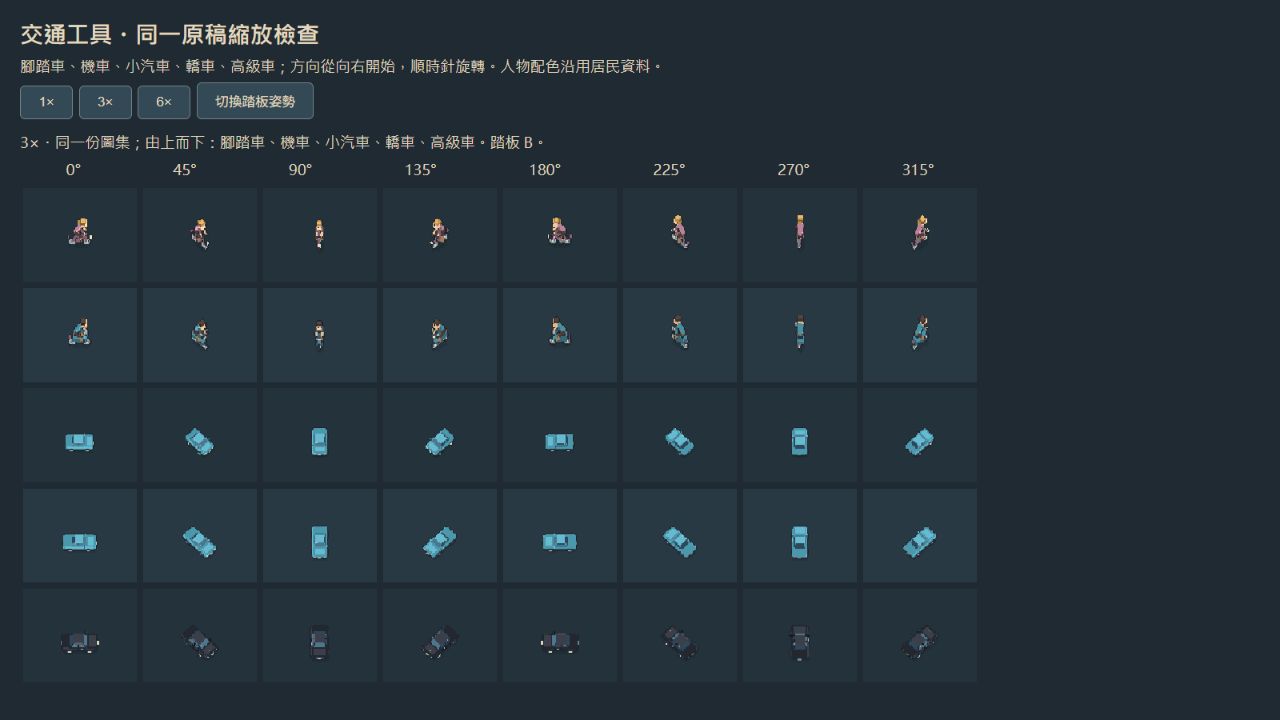 交通工具・同一原稿縮放檢查
腳踏車、機車、小汽車、轎車、高級車；方向從向右開始，順時針旋轉。人物配色沿用居民資料。
1× 3× 6× 切換踏板姿勢
3×・同一份圖集；由上而下：腳踏車、機車、小汽車、轎車、高級車。踏板 B。
0° 45° 90° 135° 180° 225° 270° 315°